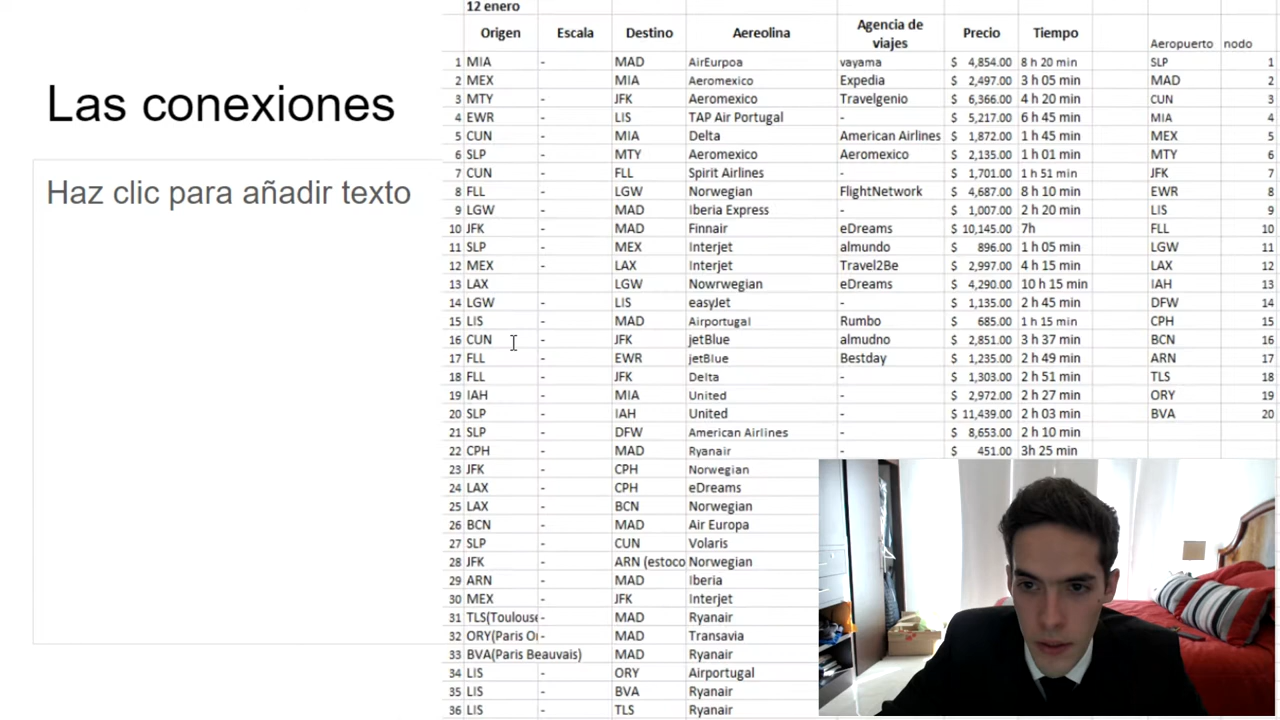 Las conexiones
Haz clic para añadir texto
12 enero
Origen Escala Destino Aereolina Agencia de viajes Precio Tiempo Aeropuerto nodo
1 MIA - MAD AirEurpoa vayama $ 4,854.00 8 h 20 min SLP 1
2 MEX MIA Aeromexico Expedia $ 2,497.00 3 h 05 min MAD 2
3 MTY - JFK Aeromexico Travelgenio $ 6,366.00 4 h 20 min CUN 3
4 EWR - LIS TAP Air Portugal - $ 5,217.00 6 h 45 min MIA 4
5 CUN - MIA Delta American Airlines $ 1,872.00 1 h 45 min MEX 5
6 SLP - MTY Aeromexico Aeromexico $ 2,135.00 1 h 01 min MTY 6
7 CUN - FLL Spirit Airlines $ 1,701.00 1 h 51 min JFK 7
8 FLL - LGW Norwegian FlightNetwork $ 4,687.00 8 h 10 min EWR 8
9 LGW - MAD Iberia Express - $ 1,007.00 2 h 20 min LIS 9
10 JFK - MAD Finnair eDreams $ 10,145.00 7h FLL 10
11 SLP - MEX Interjet almundo $ 896.00 1 h 05 min LGW 11
12 MEX - LAX Interjet Travel2Be $ 2,997.00 4 h 15 min LAX 12
13 LAX LGW Nowrwegian eDreams $ 4,290.00 10 h 15 min IAH 13
14 LGW - LIS easyJet - $ 1,135.00 2 h 45 min DFW 14
15 LIS - MAD Airportugal Rumbo $ 685.00 1 h 15 min CPH 15
16 CUN - JFK jetBlue almudno $ 2,851.00 3 h 37 min BCN 16
17 FLL - EWR jetBlue Bestday $ 1,235.00 2 h 49 min ARN 17
18 FLL - JFK Delta - $ 1,303.00 2 h 51 min TLS 18
19 IAH - MIA United - $ 2,972.00 2 h 27 min ORY 19
20 SLP - IAH United - $ 11,439.00 2 h 03 min BVA 20
21 SLP - DFW American Airlines - $ 8,653.00 2 h 10 min
22 CPH - MAD Ryanair - $ 451.00 3h 25 min
23 JFK - CPH Norwegian
24 LAX - CPH eDreams
25 LAX - BCN Norwegian
26 BCN - MAD Air Europa
27 SLP - CUN Volaris
28 JFK - ARN (estoco Norwegian
29 ARN - MAD Iberia
30 MEX - JFK Interjet
31 TLS(Toulouse - MAD Ryanair
32 ORY(Paris Or - MAD Transavia
33 BVA(Paris Beauvais) MAD Ryanair
34 LIS - ORY Airportugal
35 LIS - BVA Ryanair
36 LIS - TLS Ryanair